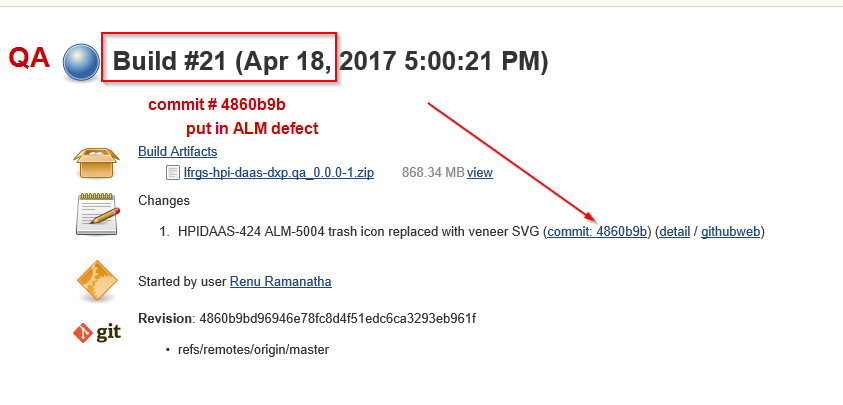 QA Build #21 (Apr 18, 2017 5:00:21 PM)
commit # 4860b9b
put in ALM defect
Build Artifacts
lfrgs-hpi-daas-dxp.qa_0.0.0-1.zip 868.34 MB view
Changes
1. HPIDAAS-424 ALM-5004 trash icon replaced with veneer SVG (commit: 4860b9b) (detail / githubweb)
Started by user Renu Ramanatha
Revision: 4860b9bd96946e78fc8d4f51edc6ca3293eb961f
git
• refs/remotes/origin/master